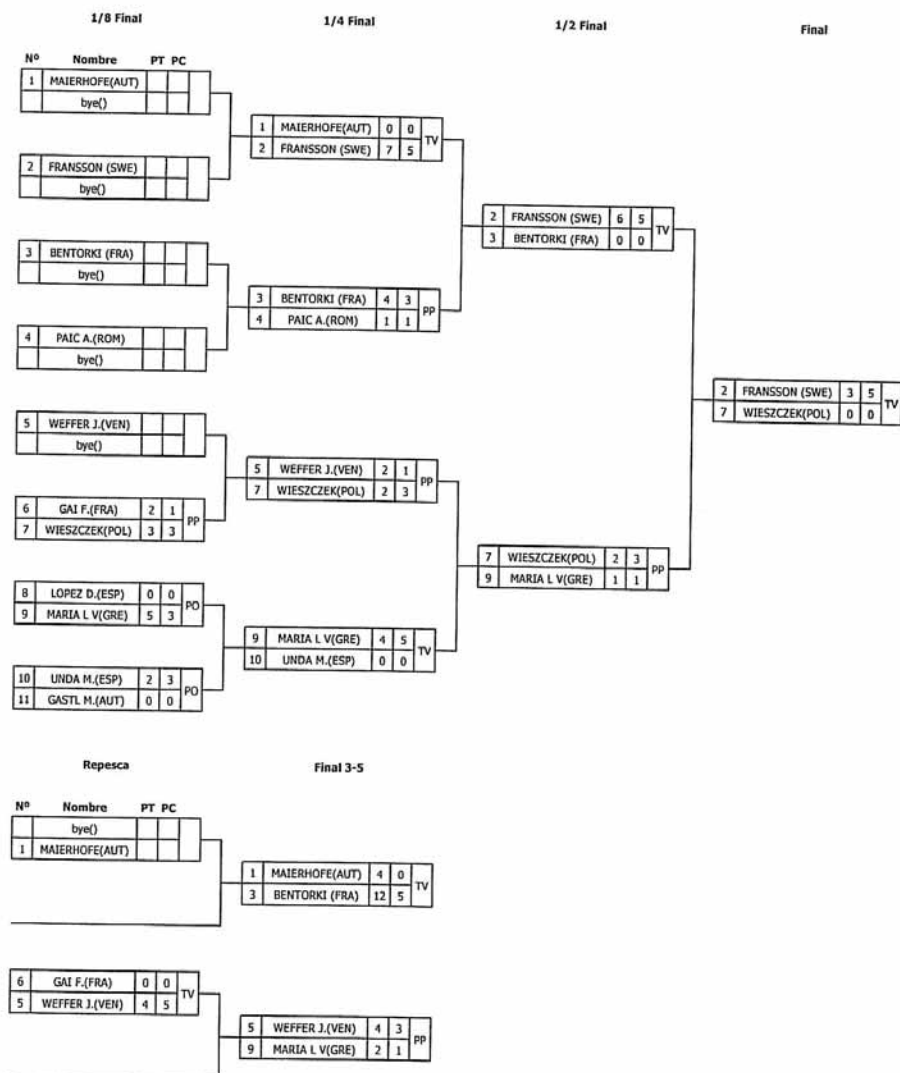 1/8 Final
1/4 Final
1/2 Final
Final
Nº Nombre PT PC
1 MAIERHOFE(AUT)
bye()
2 FRANSSON (SWE)
bye()
3 BENTORKI (FRA)
bye()
4 PAIC A.(ROM)
bye()
5 WEFFER J.(VEN)
bye()
6 GAI F.(FRA) 2 1 PP
7 WIESZCZEK(POL) 3 3
8 LOPEZ D.(ESP) 0 0 PO
9 MARIA L V(GRE) 5 3
10 UNDA M.(ESP) 2 3 PO
11 GASTL M.(AUT) 0 0
1 MAIERHOFE(AUT) 0 0 TV
2 FRANSSON (SWE) 7 5
3 BENTORKI (FRA) 4 3 PP
4 PAIC A.(ROM) 1 1
5 WEFFER J.(VEN) 2 1 PP
7 WIESZCZEK(POL) 2 3
9 MARIA L V(GRE) 4 5 TV
10 UNDA M.(ESP) 0 0
2 FRANSSON (SWE) 6 5 TV
3 BENTORKI (FRA) 0 0
7 WIESZCZEK(POL) 2 3 PP
9 MARIA L V(GRE) 1 1
2 FRANSSON (SWE) 3 5 TV
7 WIESZCZEK(POL) 0 0
Repesca
Final 3-5
Nº Nombre PT PC
bye()
1 MAIERHOFE(AUT)
6 GAI F.(FRA) 0 0 TV
5 WEFFER J.(VEN) 4 5
1 MAIERHOFE(AUT) 4 0 TV
3 BENTORKI (FRA) 12 5
5 WEFFER J.(VEN) 4 3 PP
9 MARIA L V(GRE) 2 1